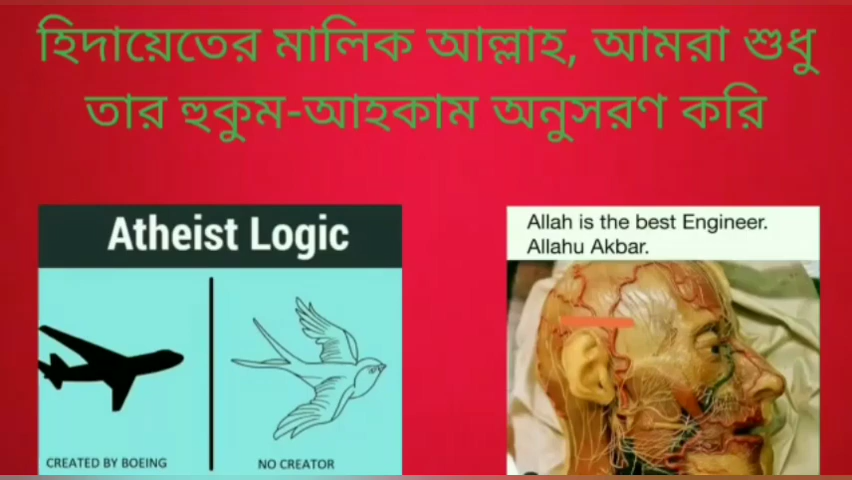 হিদায়েতের মালিক আল্লাহ, আমরা শুধু
তার হুকুম-আহকাম অনুসরণ করি
Atheist Logic
CREATED BY BOEING
NO CREATOR
Allah is the best Engineer.
Allahu Akbar.